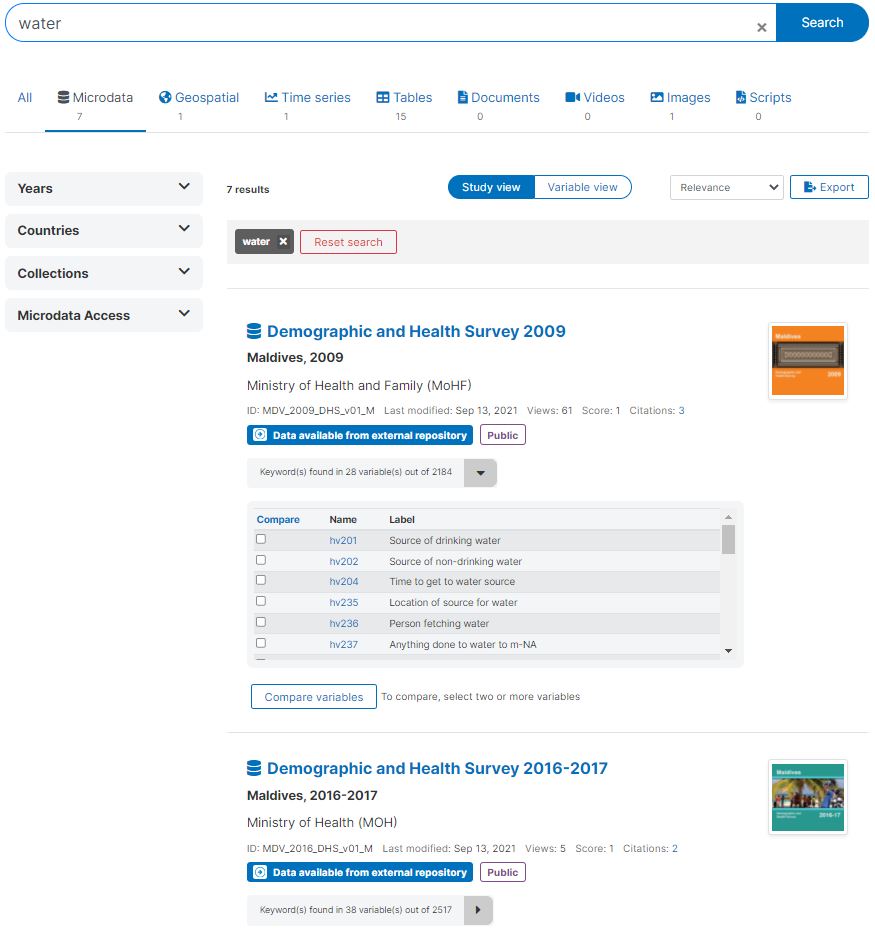 water
×
Search
All
Microdata
Geospatial
Time series
Tables
Documents
Videos
Images
Scripts
7
1
1
15
0
0
1
0
Years
Countries
Collections
Microdata Access
7 results
Study view
Variable view
Relevance
Export
water ×
Reset search
Demographic and Health Survey 2009
Maldives, 2009
Ministry of Health and Family (MoHF)
ID: MDV_2009_DHS_v01_M Last modified: Sep 13, 2021 Views: 61 Score: 1 Citations: 3
Data available from external repository Public
Maldives
2009
Keyword(s) found in 28 variable(s) out of 2184
Compare Name Label
hv201 Source of drinking water
hv202 Source of non-drinking water
hv204 Time to get to water source
hv235 Location of source for water
hv236 Person fetching water
hv237 Anything done to water to m-NA
Compare variables To compare, select two or more variables
Demographic and Health Survey 2016-2017
Maldives, 2016-2017
Ministry of Health (MOH)
ID: MDV_2016_DHS_v01_M Last modified: Sep 13, 2021 Views: 5 Score: 1 Citations: 2
Data available from external repository Public
Maldives
2016-17
Keyword(s) found in 38 variable(s) out of 2517